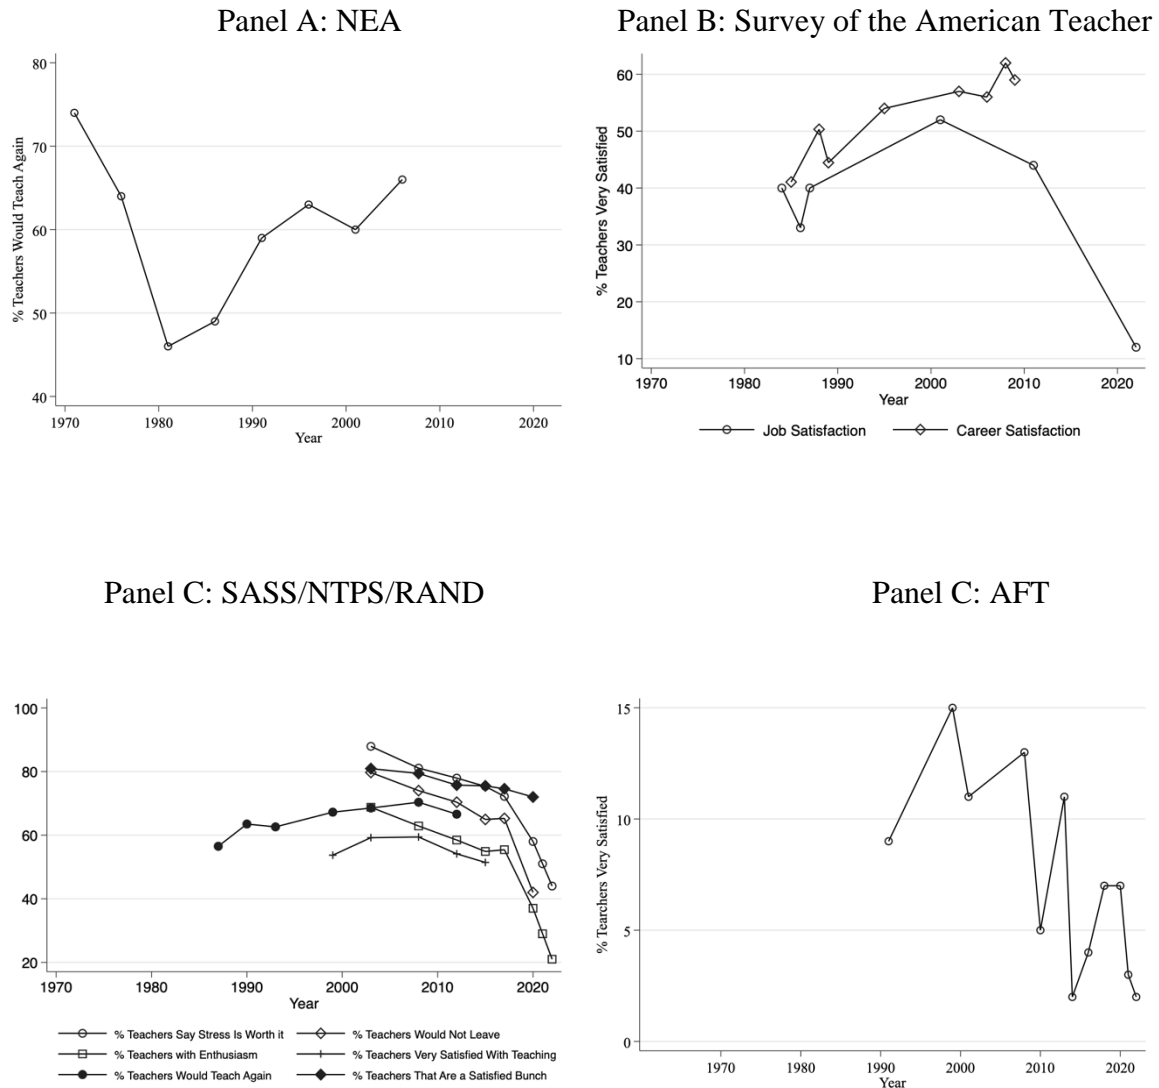 Panel A: NEA
Panel B: Survey of the American Teacher
80
70
60
50
40
% Teachers Would Teach Again
1970 1980 1990 2000 2010 2020
Year
60
50
40
30
20
10
% Teachers Very Satisfied
1970 1980 1990 2000 2010 2020
Year
Job Satisfaction Career Satisfaction
Panel C: SASS/NTPS/RAND
Panel C: AFT
100
80
60
40
20
1970 1980 1990 2000 2010 2020
Year
% Teachers Say Stress Is Worth it % Teachers Would Not Leave
% Teachers with Enthusiasm % Teachers Very Satisfied With Teaching
% Teachers Would Teach Again % Teachers That Are a Satisfied Bunch
15
10
5
0
% Tearchers Very Satisfied
1970 1980 1990 2000 2010 2020
Year